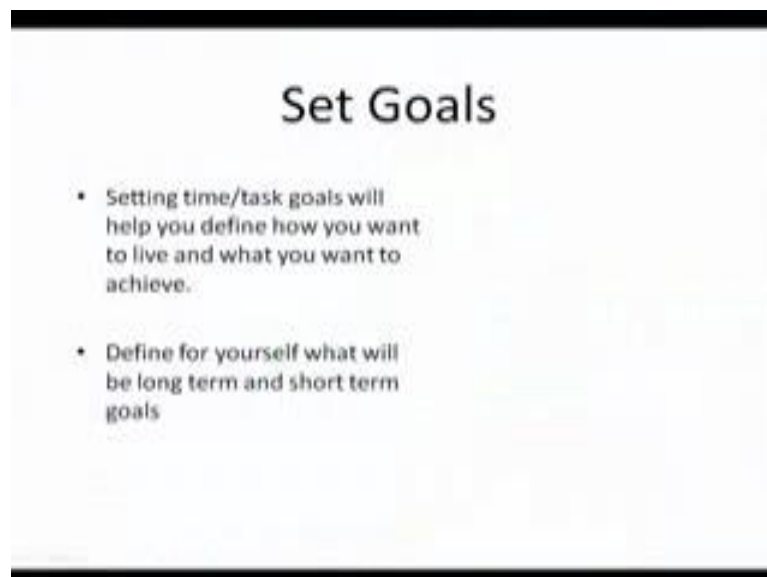 Set Goals
• Setting time/task goals will
help you define how you want
to live and what you want to
achieve.
• Define for yourself what will
be long term and short term
goals